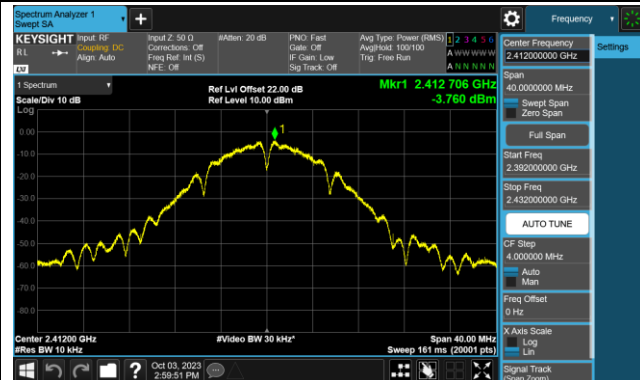 Spectrum Analyzer 1
Swept SA
+
Frequency
KEYSIGHT
Input: RF
Coupling: DC
Align: Auto
Input Z: 50 Ω
Corrections: Off
Freq Ref: Int (S)
NFE: Off
#Atten: 20 dB
PNO: Fast
Gate: Off
IF Gain: Low
Sig Track: Off
Avg Type: Power (RMS)
Avg|Hold: 100/100
Trig: Free Run
1 2 3 4 5 6
A W W W W W
A N N N N N
RL
LXI
1 Spectrum
Scale/Div 10 dB
Log
Ref Lvl Offset 22.00 dB
Ref Level 10.00 dBm
Mkr1 2.412 706 GHz
-3.760 dBm
1
0.00
-10.0
-20.0
-30.0
-40.0
-50.0
-60.0
-70.0
-80.0
Center 2.41200 GHz
#Res BW 10 kHz
#Video BW 30 kHz*
Span 40.00 MHz
Sweep 161 ms (20001 pts)
Oct 03, 2023
2:59:51 PM
?
Center Frequency
2.412000000 GHz
Settings
Span
40.0000000 MHz
Swept Span
Zero Span
Full Span
Start Freq
2.392000000 GHz
Stop Freq
2.432000000 GHz
AUTO TUNE
CF Step
4.000000 MHz
Auto
Man
Freq Offset
0 Hz
X Axis Scale
Log
Lin
Signal Track
(Span Zoom)